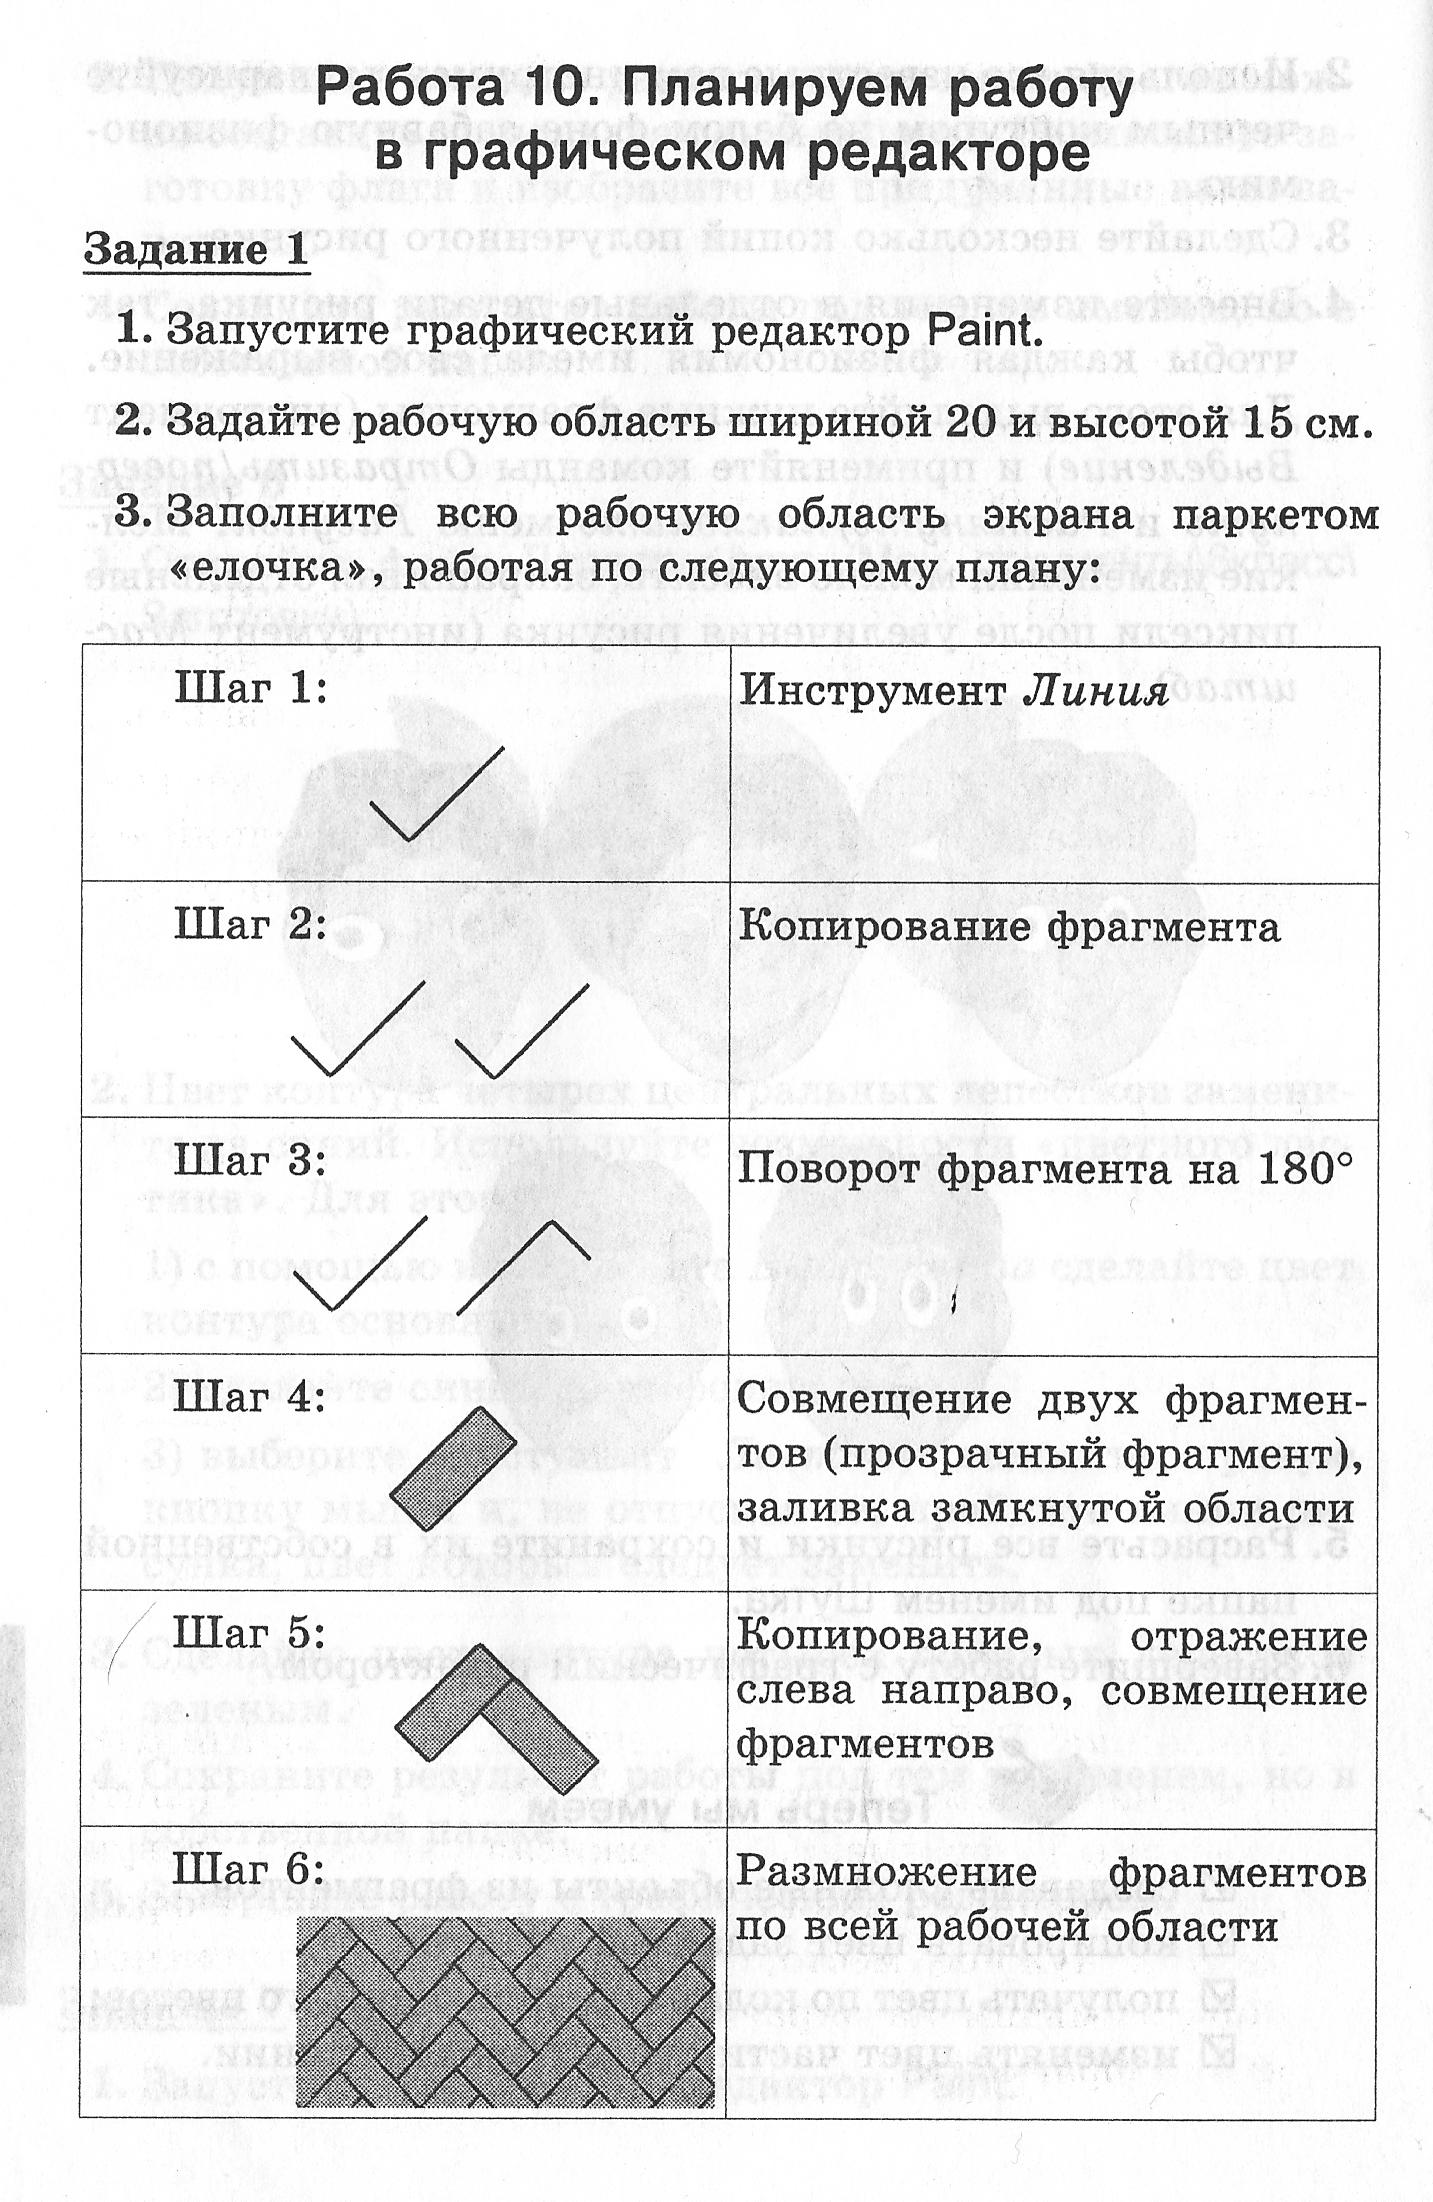 Работа 10. Планируем работу
в графическом редакторе
Задание 1
1. Запустите графический редактор Paint.
2. Задайте рабочую область шириной 20 и высотой 15 см.
3. Заполните всю рабочую область экрана паркетом
«елочка», работая по следующему плану:
Шаг 1:
Инструмент Линия
Шаг 2:
Копирование фрагмента
Шаг 3:
Поворот фрагмента на 180°
Шаг 4:
Совмещение двух фрагмен-
тов (прозрачный фрагмент),
заливка замкнутой области
Шаг 5:
Копирование, отражение
слева направо, совмещение
фрагментов
Шаг 6:
Размножение фрагментов
по всей рабочей области